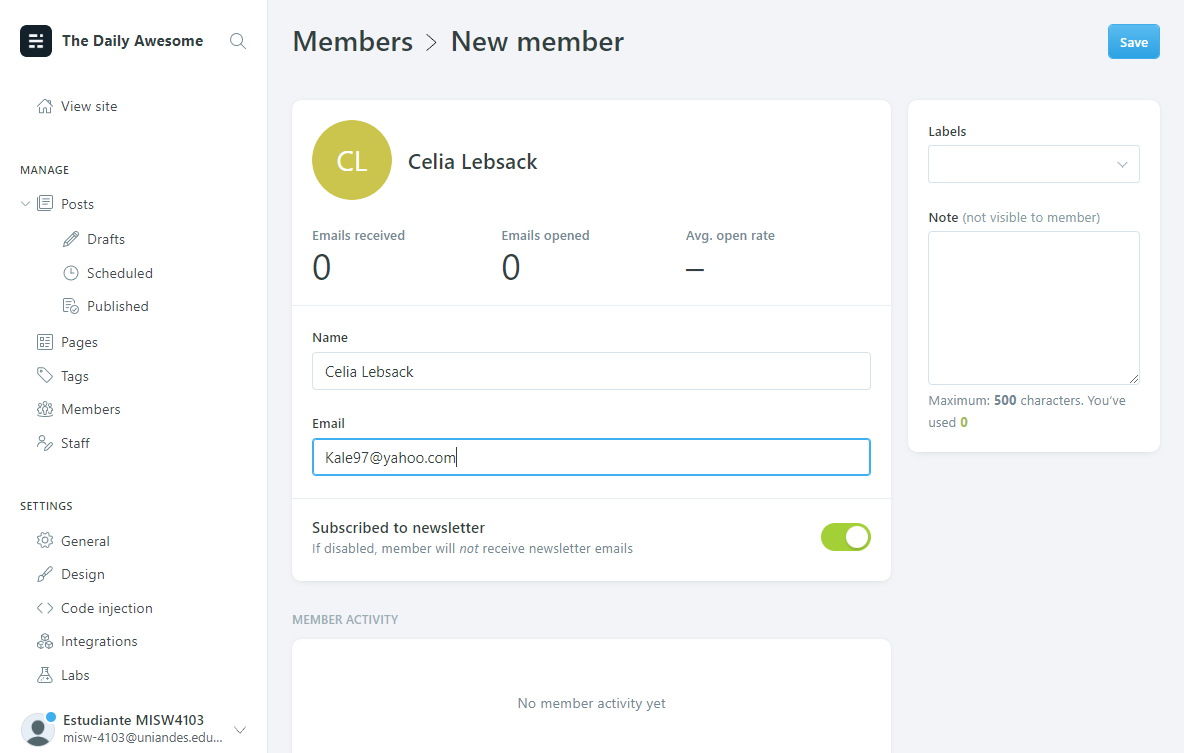 The Daily Awesome
View site
MANAGE
Posts
Drafts
Scheduled
Published
Pages
Tags
Members
Staff
SETTINGS
General
Design
Code injection
Integrations
Labs
Estudiante MISW4103
misw-4103@uniandes.edu...
Members > New member
Save
CL
Celia Lebsack
Emails received
0
Emails opened
0
Avg. open rate
–
Name
Celia Lebsack
Email
Kale97@yahoo.com
Subscribed to newsletter
If disabled, member will not receive newsletter emails
MEMBER ACTIVITY
No member activity yet
Labels
Note (not visible to member)
Maximum: 500 characters. You’ve
used 0